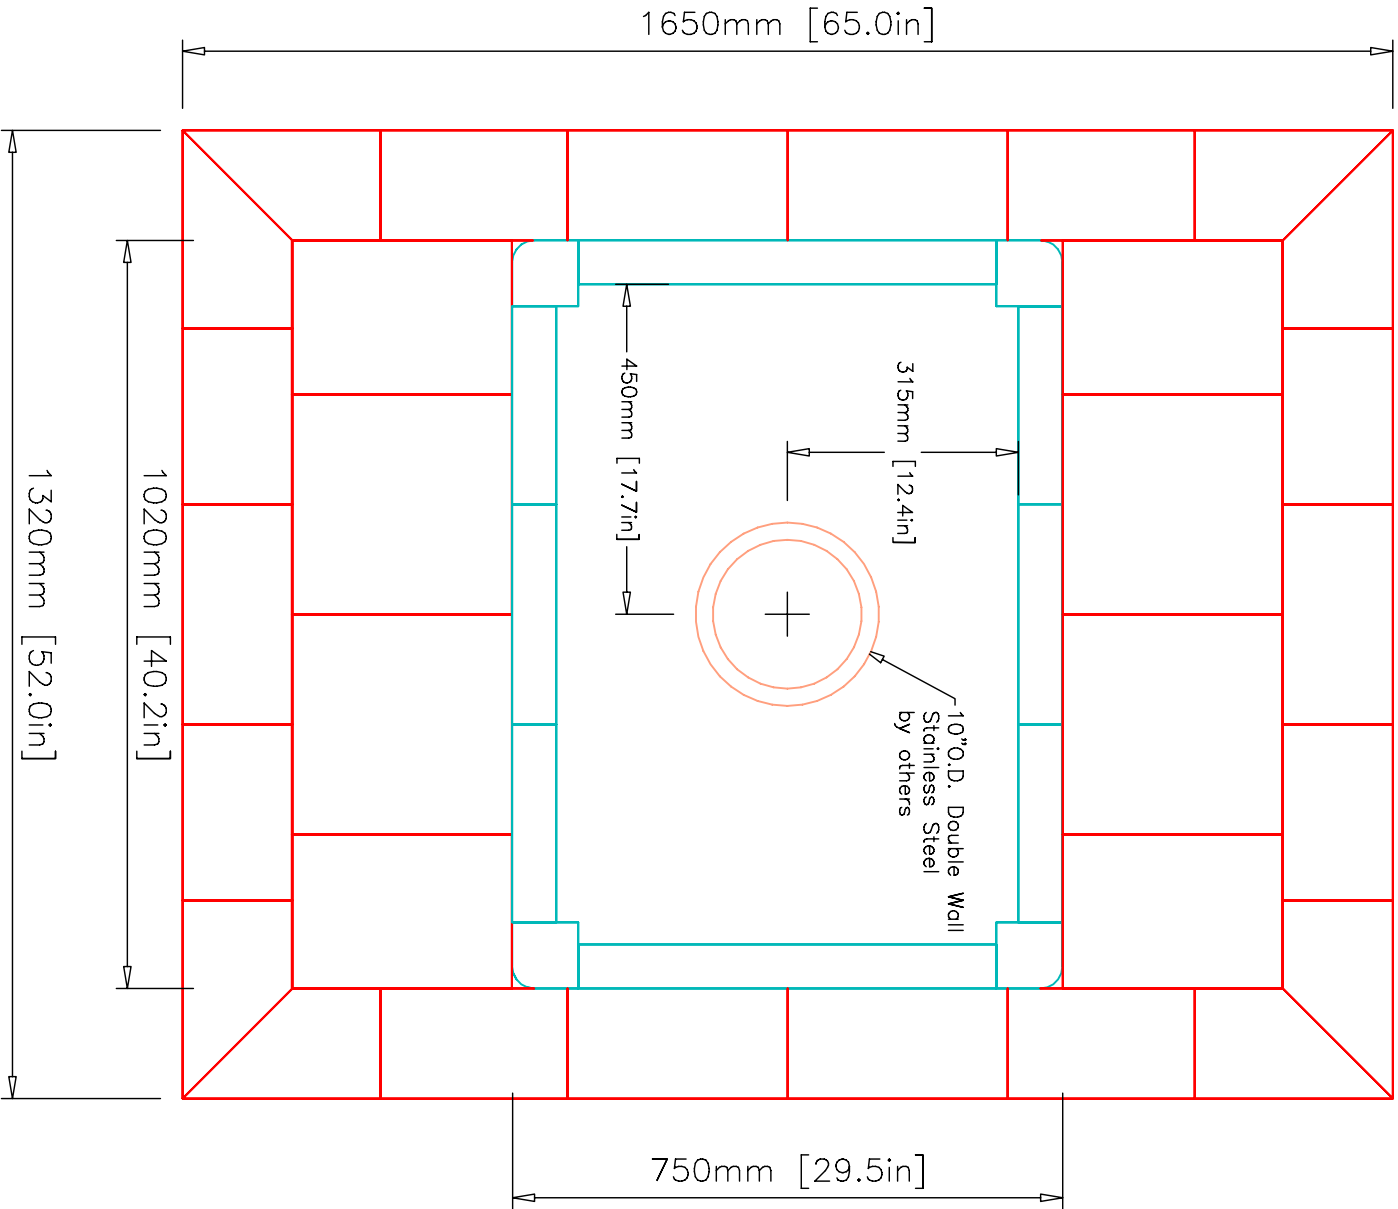 1650mm [65.0in]
315mm [12.4in]
450mm [17.7in]
10"O.D. Double Wall
Stainless Steel
by others
1020mm [40.2in]
1320mm [52.0in]
750mm [29.5in]